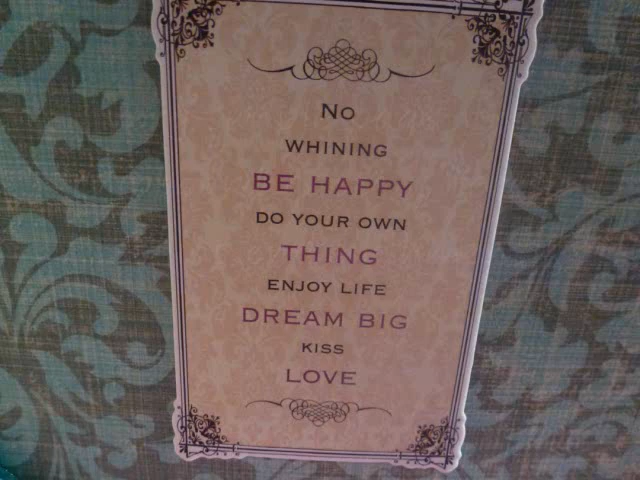 No
WHINING
BE HAPPY
DO YOUR OWN
THING
ENJOY LIFE
DREAM BIG
KISS
LOVE